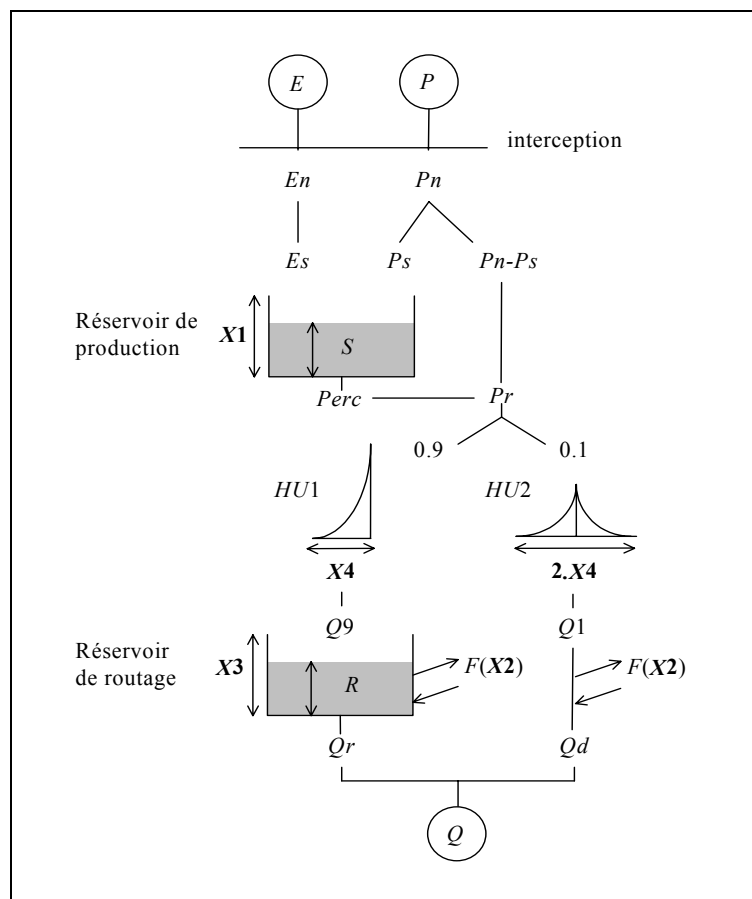 E P
interception
En Pn
Es Ps Pn-Ps
Réservoir de
production
X1
S
Perc Pr
0.9 0.1
HU1 HU2
X4 2.X4
Q9 Q1
Réservoir
de routage
X3
R
F(X2) F(X2)
Qr Qd
Q